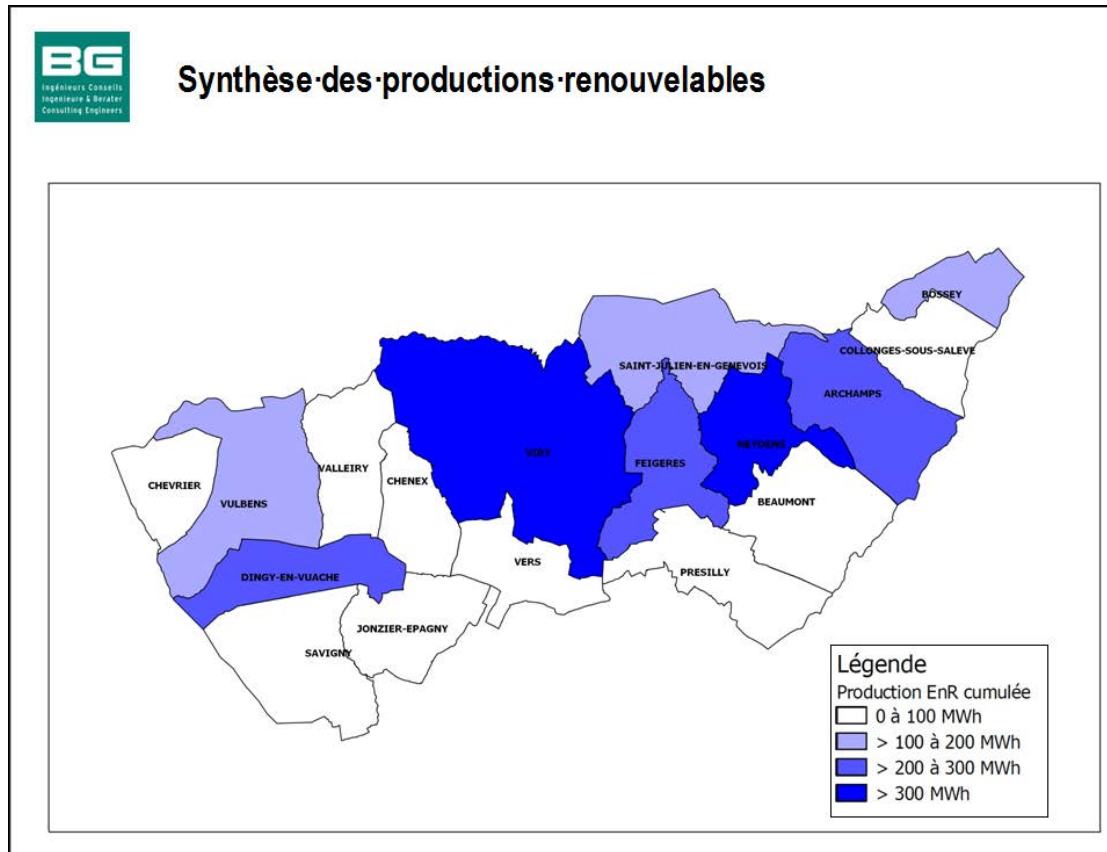 BG
Ingénieurs Conseils
Ingenieure & Berater
Consulting Engineers
Synthèse·des·productions·renouvelables
BOSSEY
COLLONGES-SOUS-SALEVE
SAINT-JULIEN-EN-GENEVOIS
ARCHAMPS
NEYDENS
VIRY
FEIGERES
VALLEIRY
CHENEX
CHEVRIER
VULBENS
BEAUMONT
VERS
PRESILLY
DINGY-EN-VUACHE
JONZIER-EPAGNY
SAVIGNY
Légende
Production EnR cumulée
0 à 100 MWh
> 100 à 200 MWh
> 200 à 300 MWh
> 300 MWh